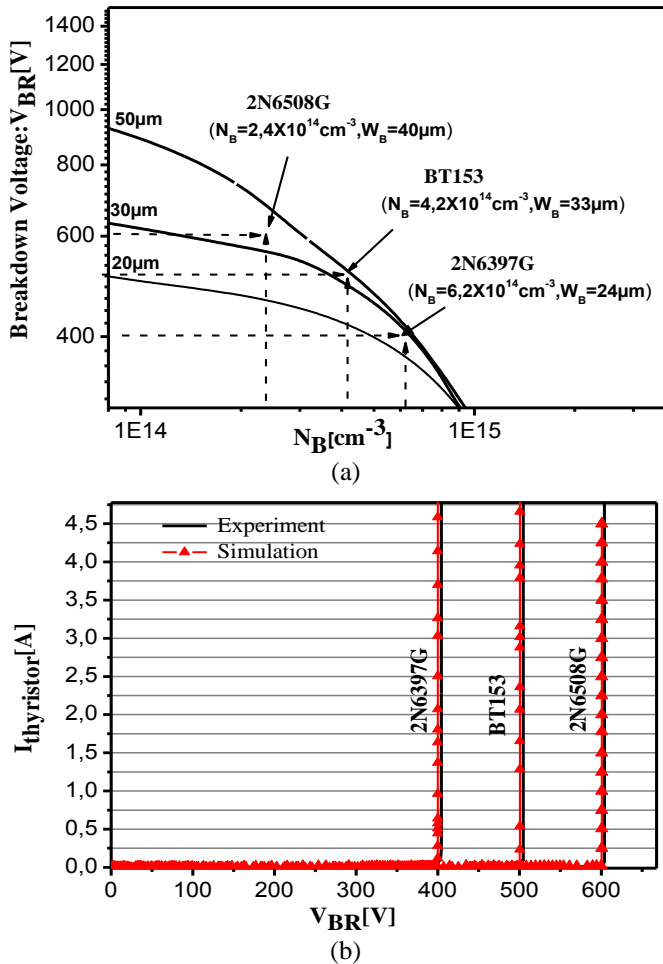 1400
1200
1000
800
600
400
Breakdown Voltage:V_BR[V]
50µm
30µm
20µm
2N6508G
(N_B=2,4X10^14cm^-3,W_B=40µm)
BT153
(N_B=4,2X10^14cm^-3,W_B=33µm)
2N6397G
(N_B=6,2X10^14cm^-3,W_B=24µm)
1E14
1E15
N_B[cm^-3]
(a)
4,5
4,0
3,5
3,0
2,5
2,0
1,5
1,0
0,5
0,0
I_thyristor[A]
Experiment
Simulation
2N6397G
BT153
2N6508G
0
100
200
300
400
500
600
V_BR[V]
(b)